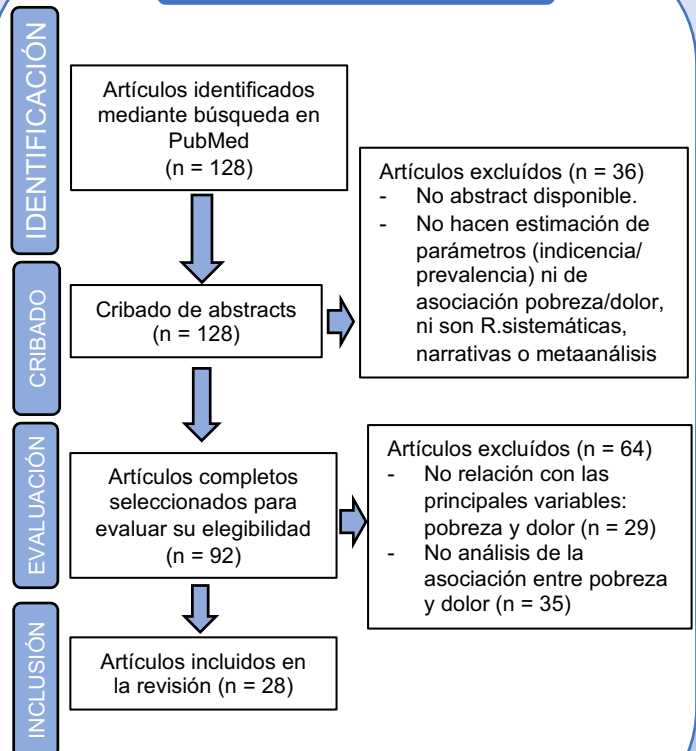 IDENTIFICACIÓN
Artículos identificados
mediante búsqueda en
PubMed
(n = 128)
Artículos excluídos (n = 36)
- No abstract disponible.
- No hacen estimación de
parámetros (indicencia/
prevalencia) ni de
asociación pobreza/dolor,
ni son R.sistemáticas,
narrativas o metaanálisis
CRIBADO
Cribado de abstracts
(n = 128)
EVALUACIÓN
Artículos completos
seleccionados para
evaluar su elegibilidad
(n = 92)
Artículos excluídos (n = 64)
- No relación con las
principales variables:
pobreza y dolor (n = 29)
- No análisis de la
asociación entre pobreza
y dolor (n = 35)
INCLUSIÓN
Artículos incluidos en
la revisión (n = 28)